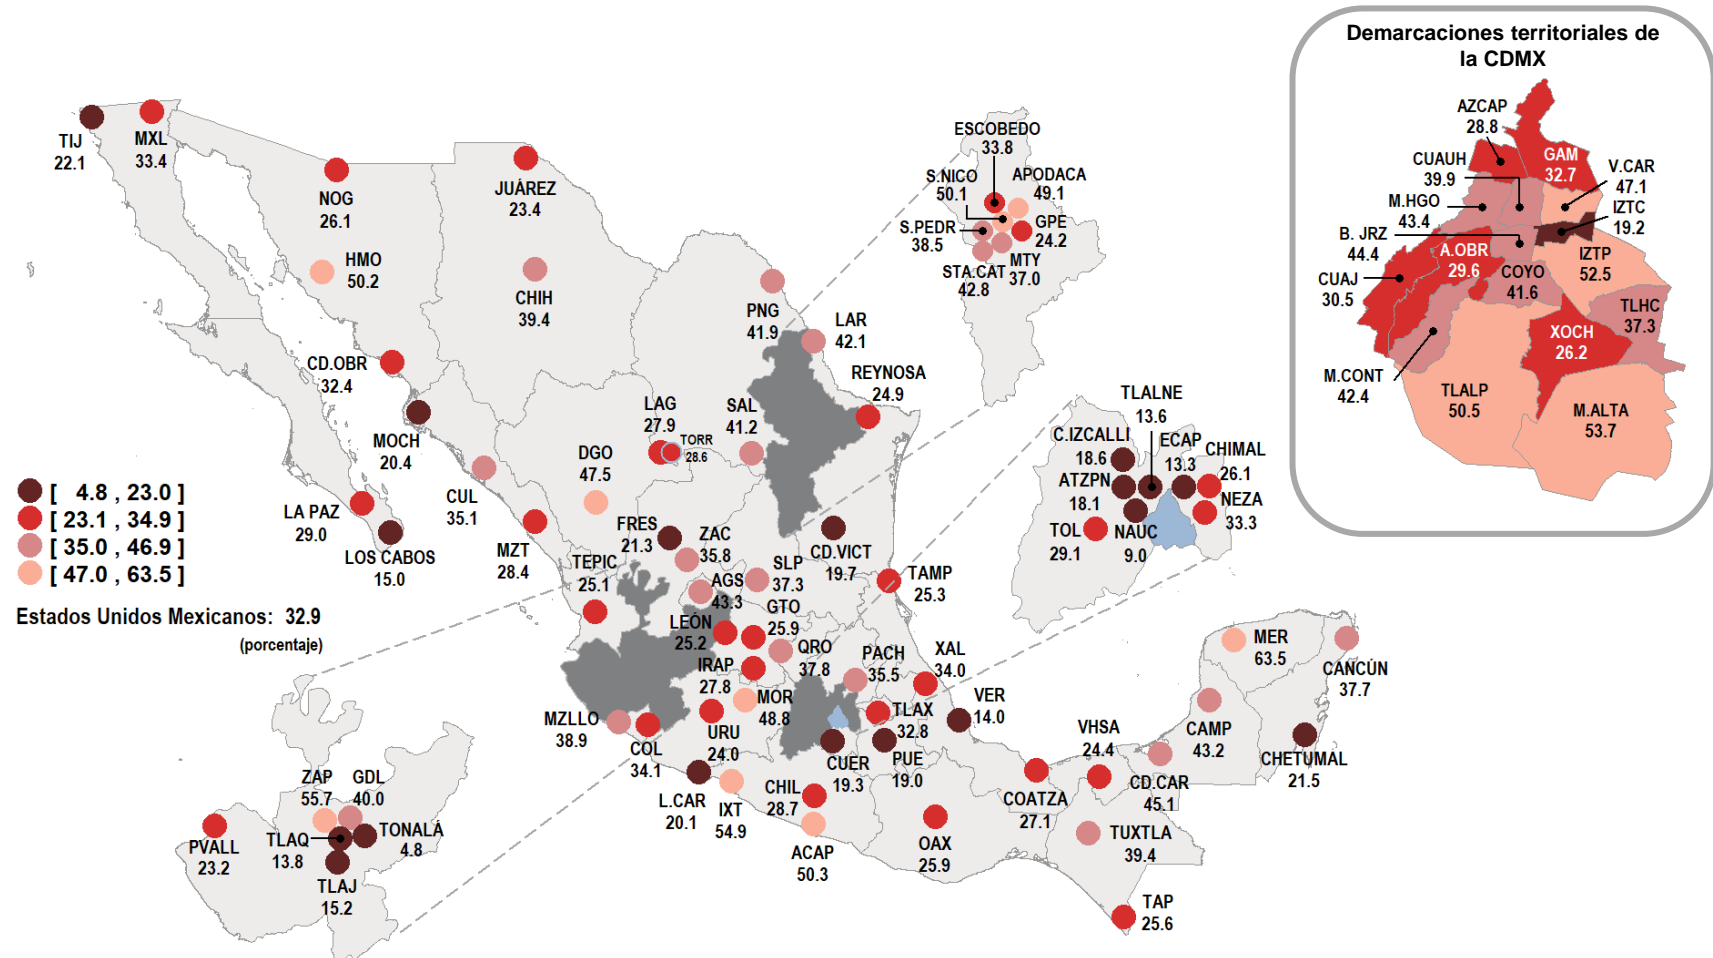 Demarcaciones territoriales de
la CDMX
AZCAP
28.8
CUAUH
39.9
GAM
32.7
V.CAR
47.1
M.HGO
43.4
IZTC
19.2
B. JRZ
44.4
A.OBR
29.6
IZTP
52.5
CUAJ
30.5
COYO
41.6
TLHC
37.3
XOCH
26.2
M.CONT
42.4
TLALP
50.5
M.ALTA
53.7
TIJ
22.1
MXL
33.4
NOG
26.1
JUÁREZ
23.4
HMO
50.2
CHIH
39.4
ESCOBEDO
33.8
S.NICO
50.1
APODACA
49.1
S.PEDR
38.5
GPE
24.2
STA.CAT
42.8
MTY
37.0
PNG
41.9
LAR
42.1
REYNOSA
24.9
CD.OBR
32.4
MOCH
20.4
LAG
27.9
TORR
28.6
SAL
41.2
DGO
47.5
CUL
35.1
LA PAZ
29.0
LOS CABOS
15.0
MZT
28.4
FRES
21.3
ZAC
35.8
CD.VICT
19.7
TEPIC
25.1
AGS
43.3
SLP
37.3
TAMP
25.3
LEÓN
25.2
GTO
25.9
IRAP
27.8
QRO
37.8
PACH
35.5
XAL
34.0
MZLLO
38.9
COL
34.1
URU
24.0
MOR
48.8
TLAX
32.8
VER
14.0
CUER
19.3
PUE
19.0
L.CAR
20.1
IXT
54.9
CHIL
28.7
ACAP
50.3
OAX
25.9
COATZA
27.1
VHSA
24.4
CD.CAR
45.1
TUXTLA
39.4
TAP
25.6
CAMP
43.2
MER
63.5
CANCÚN
37.7
CHETUMAL
21.5
TLALNE
13.6
C.IZCALLI
18.6
ECAP
13.3
CHIMAL
26.1
ATZPN
18.1
NEZA
33.3
TOL
29.1
NAUC
9.0
[ 4.8 , 23.0 ]
[ 23.1 , 34.9 ]
[ 35.0 , 46.9 ]
[ 47.0 , 63.5 ]
Estados Unidos Mexicanos: 32.9
(porcentaje)
ZAP
55.7
GDL
40.0
PVALL
23.2
TLAQ
13.8
TONALÁ
4.8
TLAJ
15.2